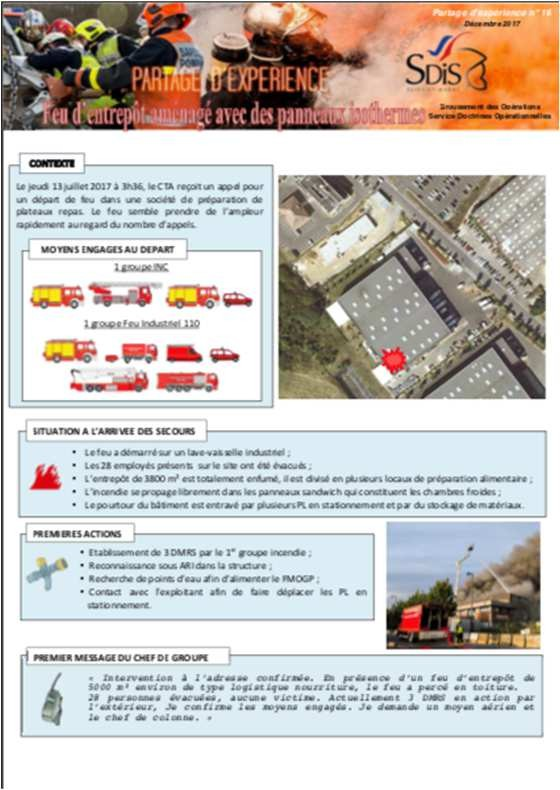 Partage d'expérience n° 16
Décembre 2017
PARTAGE D'EXPERIENCE
SDIS
Feu d'entrepôt aménagé avec des panneaux isothermes
Groupement des Opérations
Service Doctrines Opérationnelles
CONTEXTE
Le jeudi 13 juillet 2017 à 3h36, le CTA reçoit un appel pour
un départ de feu dans une société de préparation de
plateaux repas. Le feu semble prendre de l'ampleur
rapidement au regard du nombre d'appels.
MOYENS ENGAGES AU DEPART
1 groupe INC
1 groupe Feu Industriel 110
SITUATION A L'ARRIVEE DES SECOURS
• Le feu a démarré sur un lave-vaisselle industriel ;
• Les 28 employés présents sur le site ont été évacués ;
• L'entrepôt de 3800 m² est totalement enfumé, il est divisé en plusieurs locaux de préparation alimentaire ;
• L'incendie se propage librement dans les panneaux sandwich qui constituent les chambres froides ;
• Le pourtour du bâtiment est entravé par plusieurs PL en stationnement et par du stockage de matériaux.
PREMIERES ACTIONS
• Etablissement de 3 DMRS par le 1er groupe incendie ;
• Reconnaissance sous ARI dans la structure ;
• Recherche de points d'eau afin d'alimenter le FMOGP ;
• Contact avec l'exploitant afin de faire déplacer les PL en
stationnement.
PREMIER MESSAGE DU CHEF DE GROUPE
« Intervention à l'adresse confirmée. En présence d'un feu d'entrepôt de
5000 m² environ de type logistique nourriture, le feu a percé en toiture.
28 personnes évacuées, aucune victime. Actuellement 3 DMRS en action par
l'extérieur, Je confirme les moyens engagés. Je demande un moyen aérien et
le chef de colonne. »